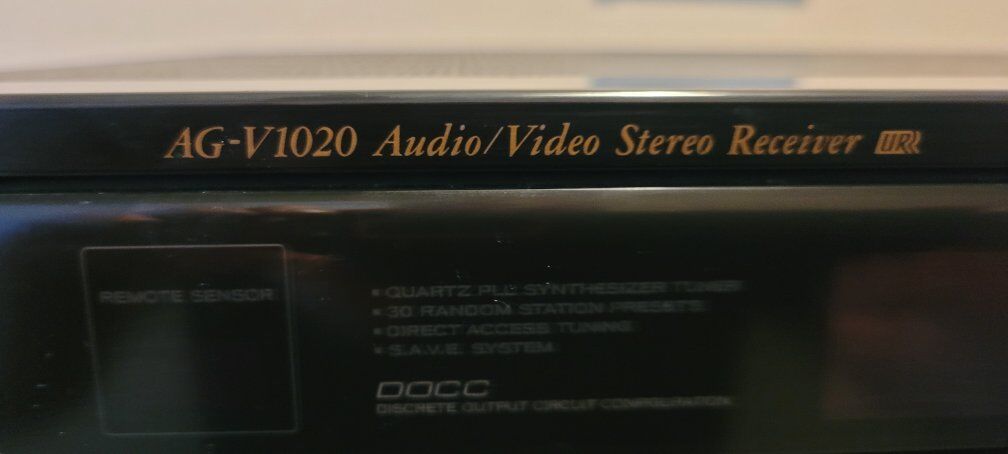 AG-V1020 Audio/Video Stereo Receiver UR
REMOTE SENSOR
• QUARTZ PLL SYNTHESIZER TUNER
• 30 RANDOM STATION PRESETS
• DIRECT ACCESS TUNING
• S.A.V.E. SYSTEM
DOCC
DISCRETE OUTPUT CIRCUIT CONFIGURATION